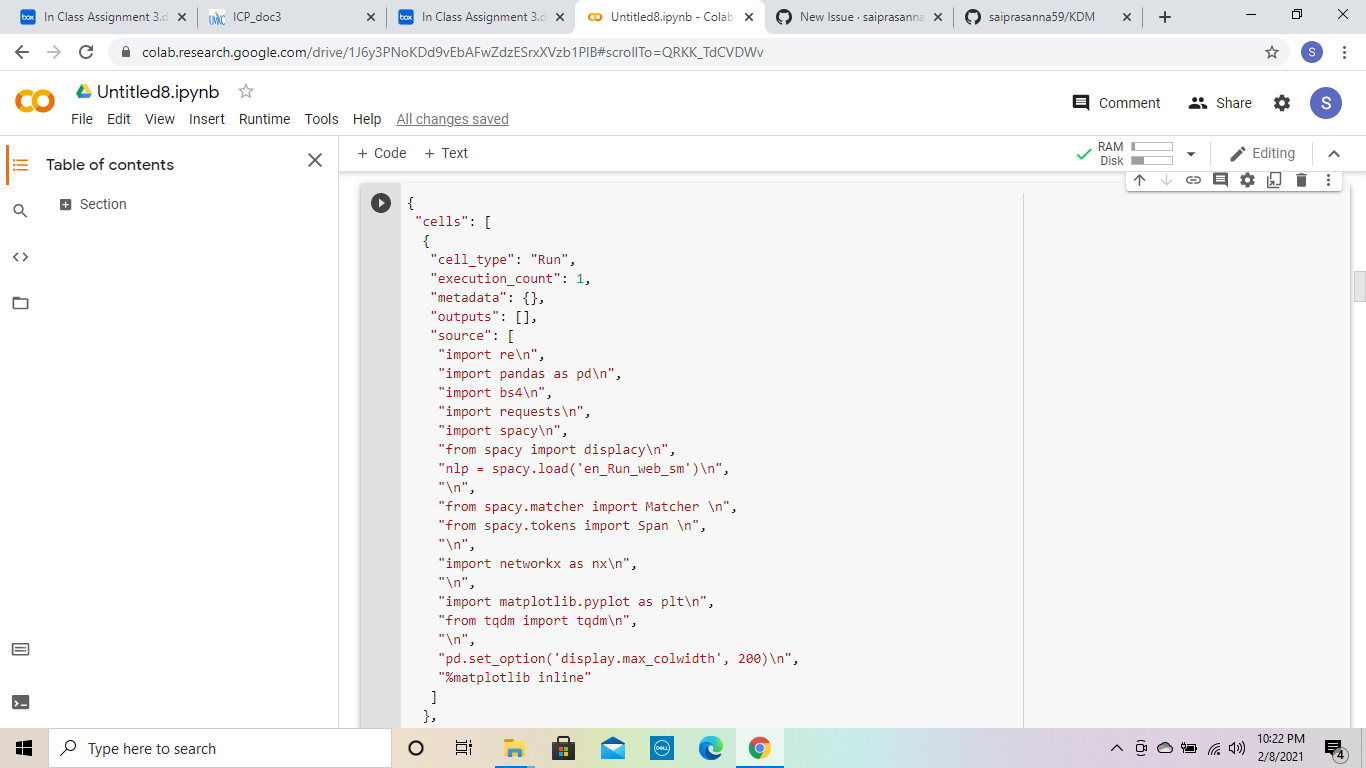 In Class Assignment 3.d
ICP_doc3
In Class Assignment 3.d
Untitled8.ipynb - Colab
New Issue · saiprasanna
saiprasanna59/KDM
colab.research.google.com/drive/1J6y3PNoKDd9vEbAFwZdzESrxXVzb1PlB#scrollTo=QRKK_TdCVDWv
S
Untitled8.ipynb
File Edit View Insert Runtime Tools Help All changes saved
Comment Share S
Table of contents
Section
+ Code + Text
RAM
Disk
Editing
{
"cells": [
{
"cell_type": "Run",
"execution_count": 1,
"metadata": {},
"outputs": [],
"source": [
"import re\n",
"import pandas as pd\n",
"import bs4\n",
"import requests\n",
"import spacy\n",
"from spacy import displacy\n",
"nlp = spacy.load('en_Run_web_sm')\n",
"\n",
"from spacy.matcher import Matcher \n",
"from spacy.tokens import Span \n",
"\n",
"import networkx as nx\n",
"\n",
"import matplotlib.pyplot as plt\n",
"from tqdm import tqdm\n",
"\n",
"pd.set_option('display.max_colwidth', 200)\n",
"%matplotlib inline"
]
},
Type here to search
10:22 PM
2/8/2021
4